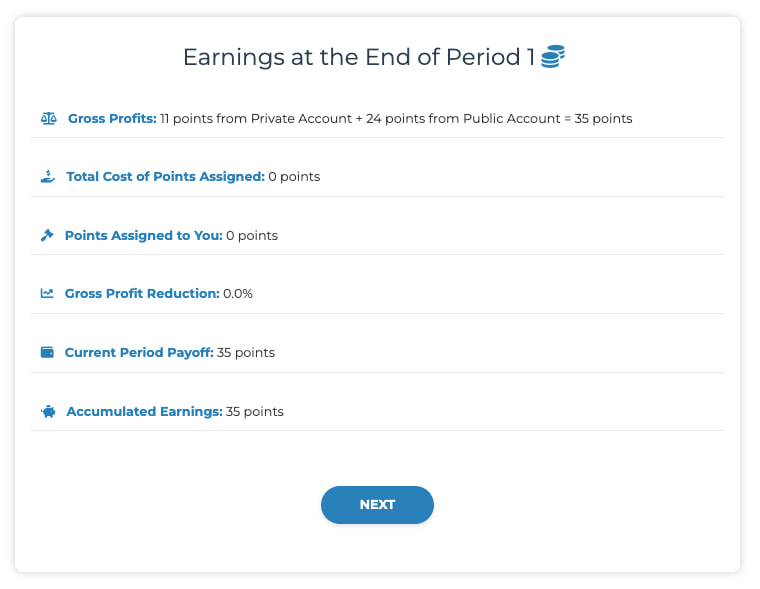 Earnings at the End of Period 1
Gross Profits: 11 points from Private Account + 24 points from Public Account = 35 points
Total Cost of Points Assigned: 0 points
Points Assigned to You: 0 points
Gross Profit Reduction: 0.0%
Current Period Payoff: 35 points
Accumulated Earnings: 35 points
NEXT